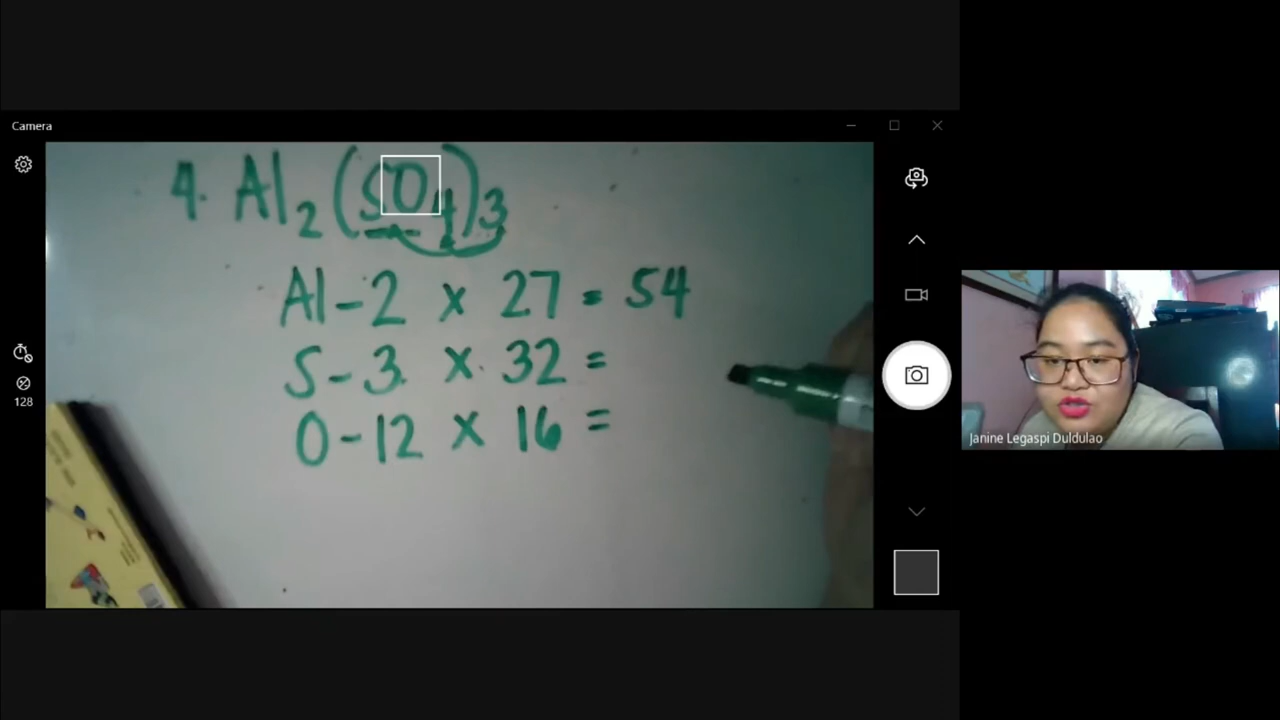 Camera
4. Al2(SO4)3
Al - 2 x 27 = 54
S - 3 x 32 =
O - 12 x 16 =
128
Janine Legaspi Duldulao